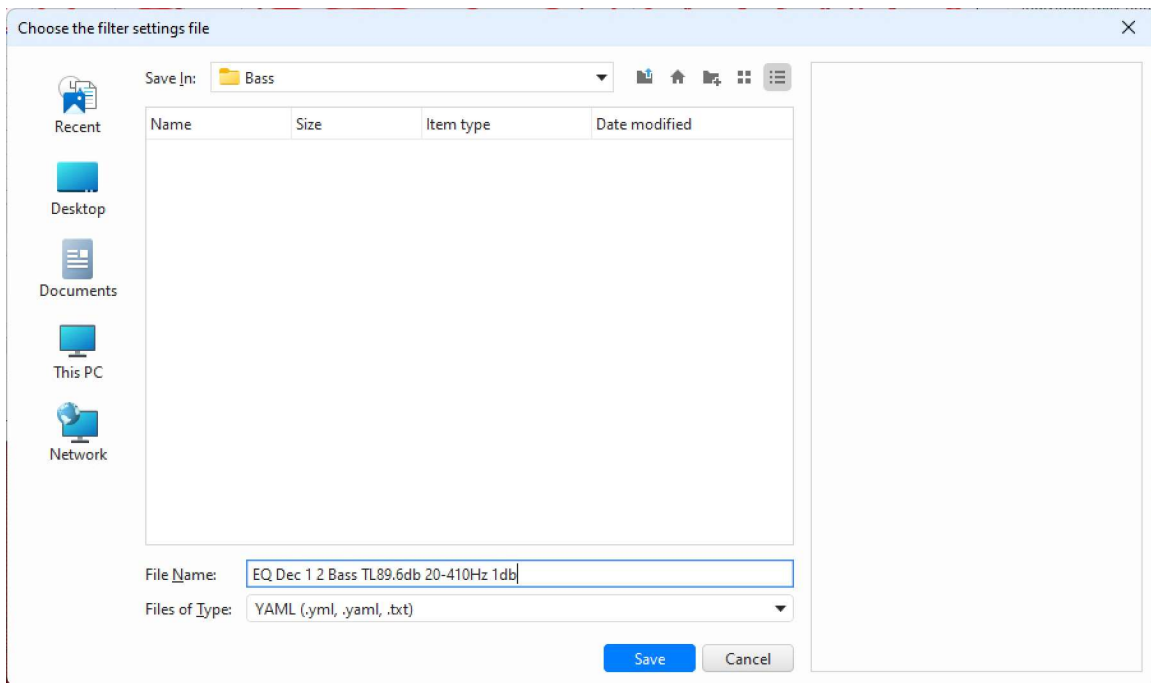 Choose the filter settings file
Save In: Bass
Recent
Desktop
Documents
This PC
Network
Name Size Item type Date modified
File Name: EQ Dec 1 2 Bass TL89.6db 20-410Hz 1db
Files of Type: YAML (.yml, .yaml, .txt)
Save Cancel